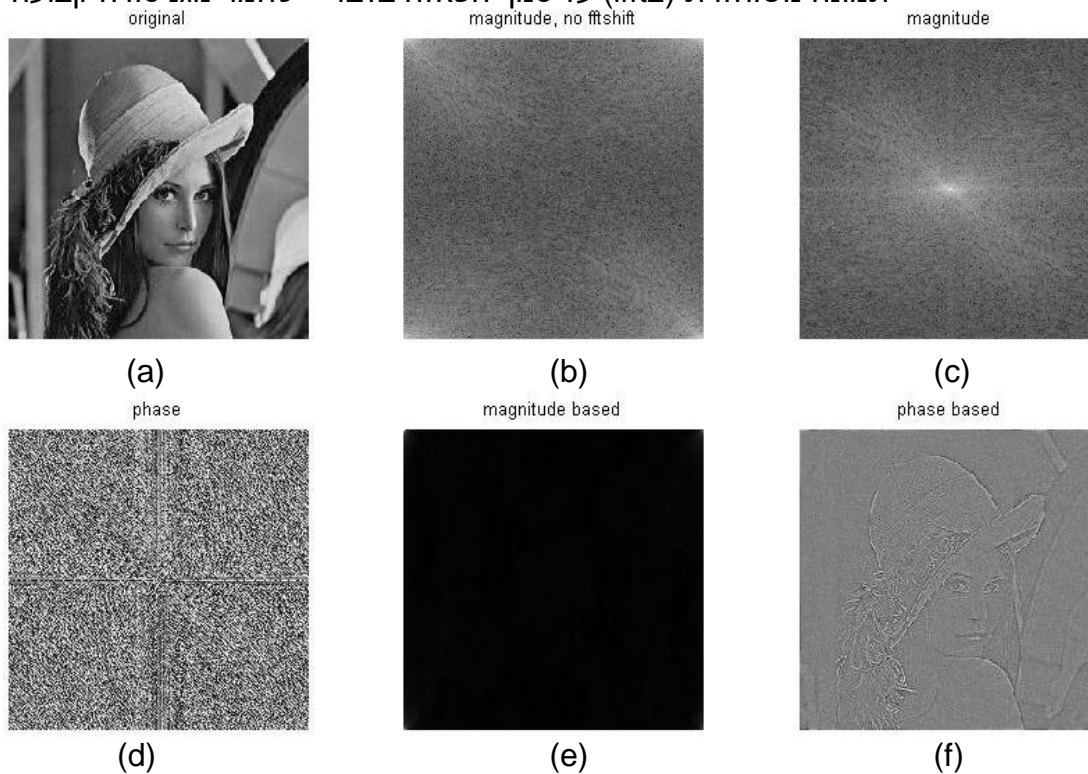 original
magnitude, no fftshift
magnitude
(a)
(b)
(c)
phase
magnitude based
phase based
(d)
(e)
(f)